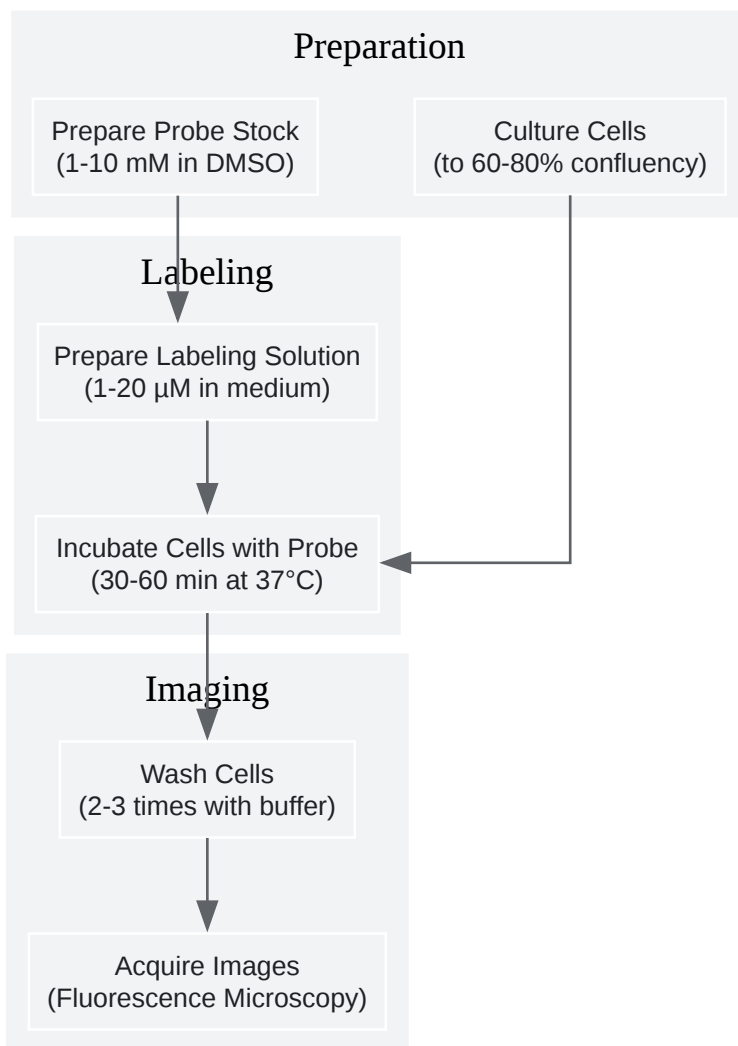 Preparation
Prepare Probe Stock
(1-10 mM in DMSO)
Culture Cells
(to 60-80% confluency)
Labeling
Prepare Labeling Solution
(1-20 µM in medium)
Incubate Cells with Probe
(30-60 min at 37°C)
Imaging
Wash Cells
(2-3 times with buffer)
Acquire Images
(Fluorescence Microscopy)